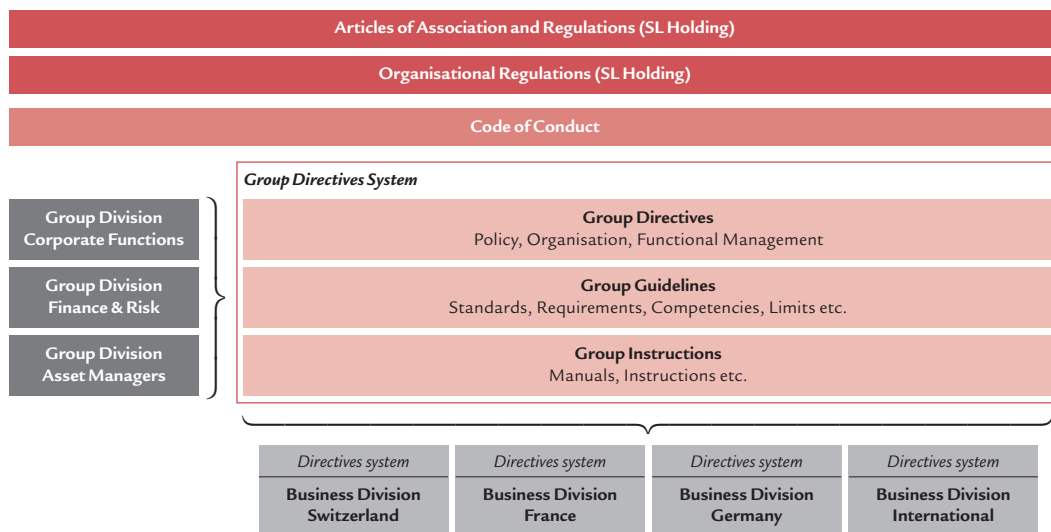 Articles of Association and Regulations (SL Holding)
Organisational Regulations (SL Holding)
Code of Conduct
Group Directives System
Group Division
Corporate Functions
Group Directives
Policy, Organisation, Functional Management
Group Division
Finance & Risk
Group Guidelines
Standards, Requirements, Competencies, Limits etc.
Group Division
Asset Managers
Group Instructions
Manuals, Instructions etc.
Directives system
Business Division
Switzerland
Directives system
Business Division
France
Directives system
Business Division
Germany
Directives system
Business Division
International